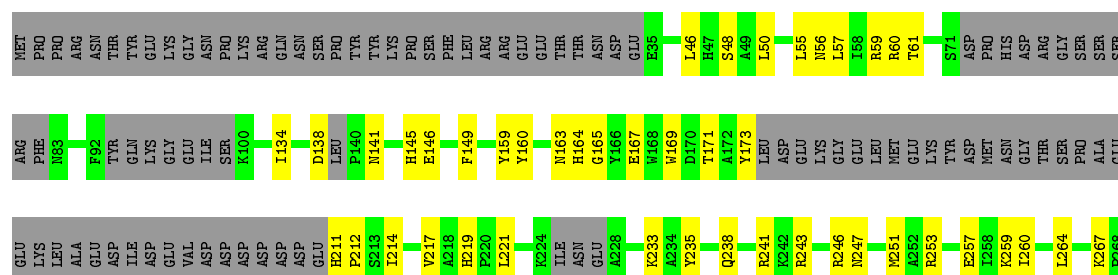 MET PRO PRO ARG ASN THR TYR GLU LYS GLY ASN PRO LYS ARG GLN ASN SER PRO TYR TYR LYS PRO SER PHE LEU ARG ARG GLU GLU THR THR ASN ASP GLU E35 L46 H47 S48 A49 L50 L55 N56 L57 I58 R59 R60 T61 S71 ASP PRO HIS ASP ARG GLY SER SER SER
ARG PHE N83 F92 TYR GLN LYS GLY GLU ILE SER K100 I134 D138 LEU P140 N141 H145 E146 F149 Y159 Y160 N163 H164 G165 Y166 E167 W168 W169 D170 T171 A172 Y173 LEU ASP GLU LYS GLY GLU LEU MET GLU LYS TYR ASP MET ASN GLY THR SER PRO ALA GLU
GLU LYS LEU ALA GLU ASP ILE ASP GLU VAL ASP ASP ASP ASP ASP GLU H211 P212 S213 I214 V217 A218 H219 P220 L221 K224 ILE ASN GLU A228 K233 A234 Y235 Q238 R241 K242 R243 R246 N247 M251 A252 R253 E257 I258 K259 I260 L264 K267